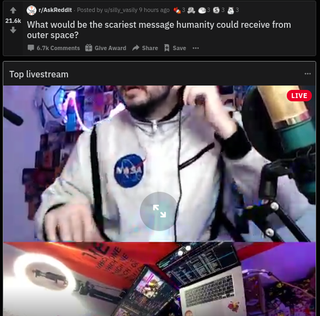 r/AskReddit · Posted by u/silly_vasily 9 hours ago 3 3 3 3
21.6k
What would be the scariest message humanity could receive from
outer space?
6.7k Comments Give Award Share Save ···
Top livestream ···
LIVE
NASA